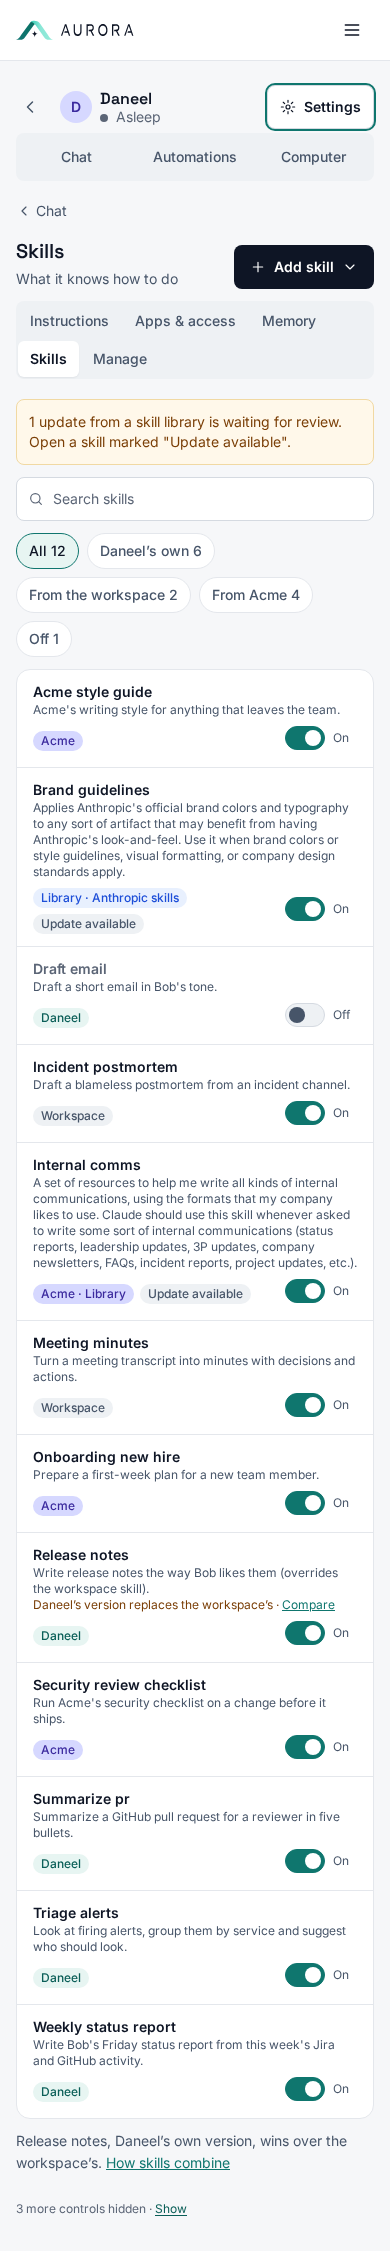 AURORA
D
Daneel
Asleep
Settings
Chat
Automations
Computer
Chat
Skills
What it knows how to do
Add skill
Instructions
Apps & access
Memory
Skills
Manage
1 update from a skill library is waiting for review.
Open a skill marked "Update available".
Search skills
All 12
Daneel's own 6
From the workspace 2
From Acme 4
Off 1
Acme style guide
Acme's writing style for anything that leaves the team.
Acme
On
Brand guidelines
Applies Anthropic's official brand colors and typography
to any sort of artifact that may benefit from having
Anthropic's look-and-feel. Use it when brand colors or
style guidelines, visual formatting, or company design
standards apply.
Library · Anthropic skills
Update available
On
Draft email
Draft a short email in Bob's tone.
Daneel
Off
Incident postmortem
Draft a blameless postmortem from an incident channel.
Workspace
On
Internal comms
A set of resources to help me write all kinds of internal
communications, using the formats that my company
likes to use. Claude should use this skill whenever asked
to write some sort of internal communications (status
reports, leadership updates, 3P updates, company
newsletters, FAQs, incident reports, project updates, etc.).
Acme · Library
Update available
On
Meeting minutes
Turn a meeting transcript into minutes with decisions and
actions.
Workspace
On
Onboarding new hire
Prepare a first-week plan for a new team member.
Acme
On
Release notes
Write release notes the way Bob likes them (overrides
the workspace skill).
Daneel's version replaces the workspace's · Compare
Daneel
On
Security review checklist
Run Acme's security checklist on a change before it
ships.
Acme
On
Summarize pr
Summarize a GitHub pull request for a reviewer in five
bullets.
Daneel
On
Triage alerts
Look at firing alerts, group them by service and suggest
who should look.
Daneel
On
Weekly status report
Write Bob's Friday status report from this week's Jira
and GitHub activity.
Daneel
On
Release notes, Daneel's own version, wins over the
workspace's. How skills combine
3 more controls hidden · Show